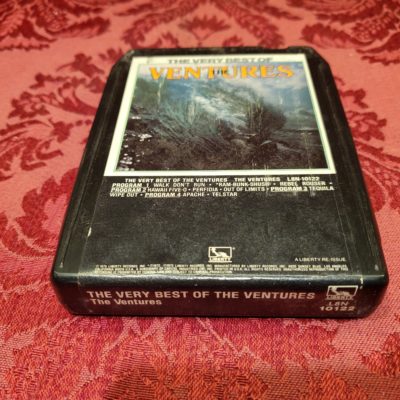 THE VERY BEST OF
THE
VENTURES
THE VERY BEST OF THE VENTURES THE VENTURES L8N-10122
PROGRAM 1 WALK DON'T RUN • "RAM-BUNK-SHUSH" • REBEL ROUSER •
PROGRAM 2 HAWAII FIVE-O • PERFIDIA • OUT OF LIMITS • PROGRAM 3 TEQUILA
WIPE OUT • PROGRAM 4 APACHE • TELSTAR
LIBERTY
A LIBERTY RE-ISSUE
THE VERY BEST OF THE VENTURES
The Ventures
LIBERTY
L8N-
10122